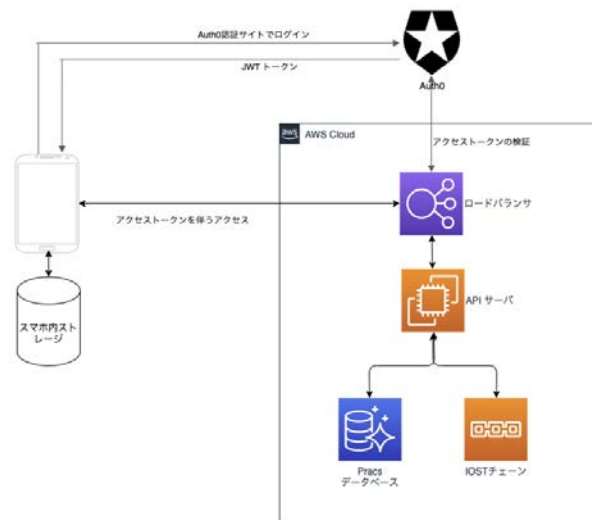 Auth0認証サイトでログイン
JWT トークン
Auth0
aws
AWS Cloud
アクセストークンの検証
ロードバランサ
アクセストークンを伴うアクセス
API サーバ
スマホ内スト
レージ
Pracs
データベース
IOSTチェーン